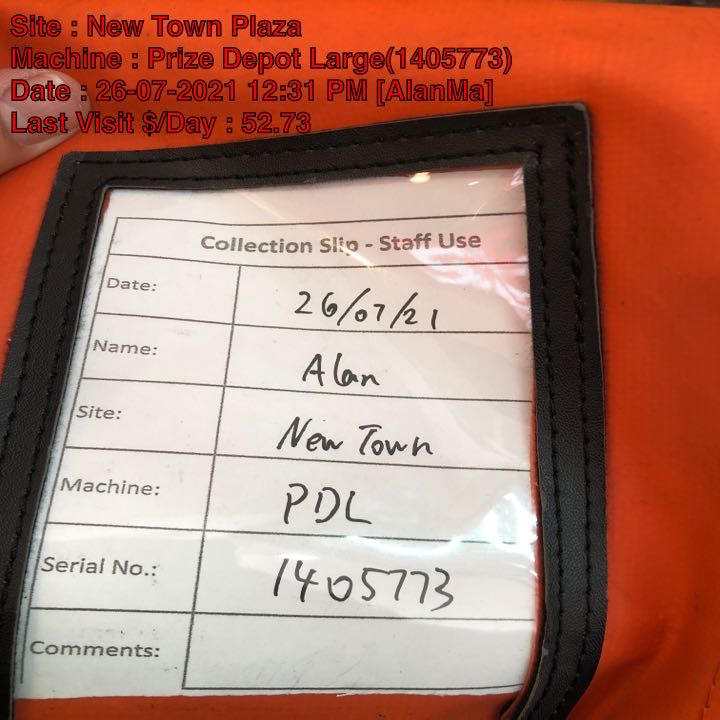 Site : New Town Plaza
Machine : Prize Depot Large(1405773)
Date : 26-07-2021 12:31 PM [AlanMa]
Last Visit $/Day : 52.73
Collection Slip - Staff Use
Date: 26/07/21
Name: Alan
Site: New Town
Machine: PDL
Serial No.: 1405773
Comments: